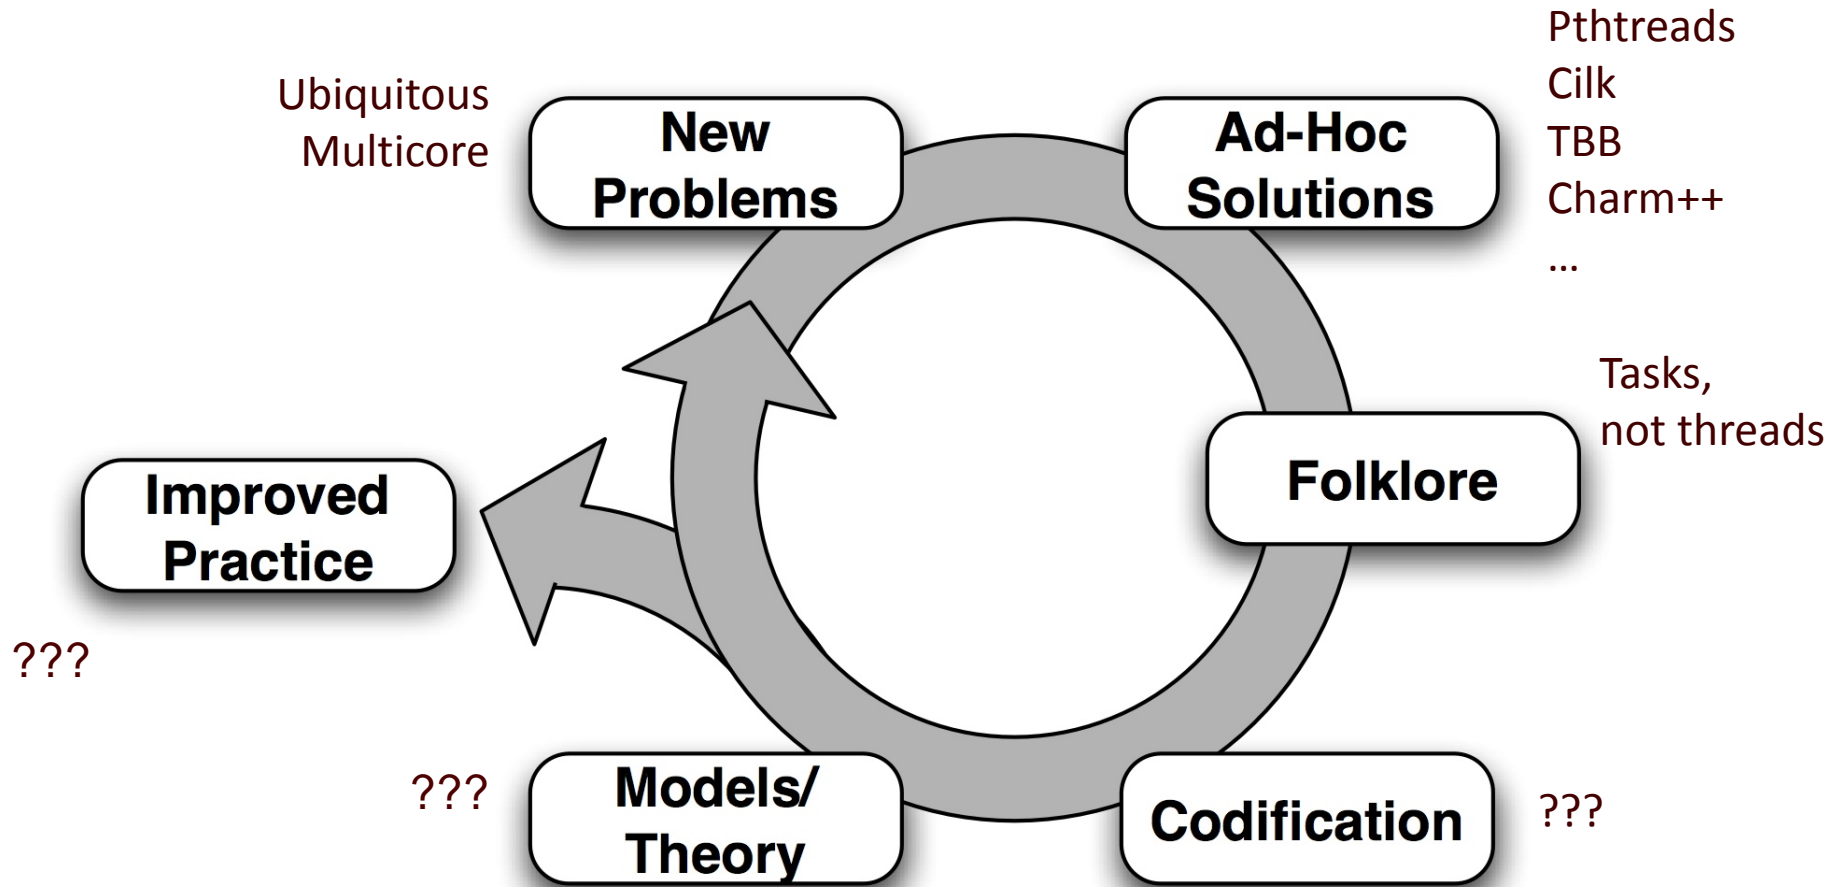 Ubiquitous
Multicore
New
Problems
Ad-Hoc
Solutions
Pthtreads
Cilk
TBB
Charm++
...
Tasks,
not threads
Folklore
Improved
Practice
???
???
Models/
Theory
Codification
???